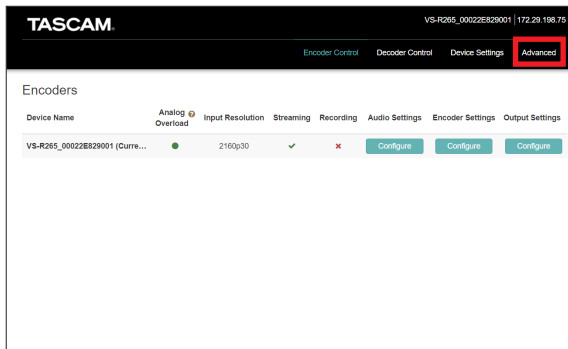 TASCAM.
VS-R265_00022E829001 | 172.29.198.75
Encoder Control Decoder Control Device Settings Advanced
Encoders
Device Name Analog Overload Input Resolution Streaming Recording Audio Settings Encoder Settings Output Settings
VS-R265_00022E829001 (Curre... 2160p30 Configure Configure Configure